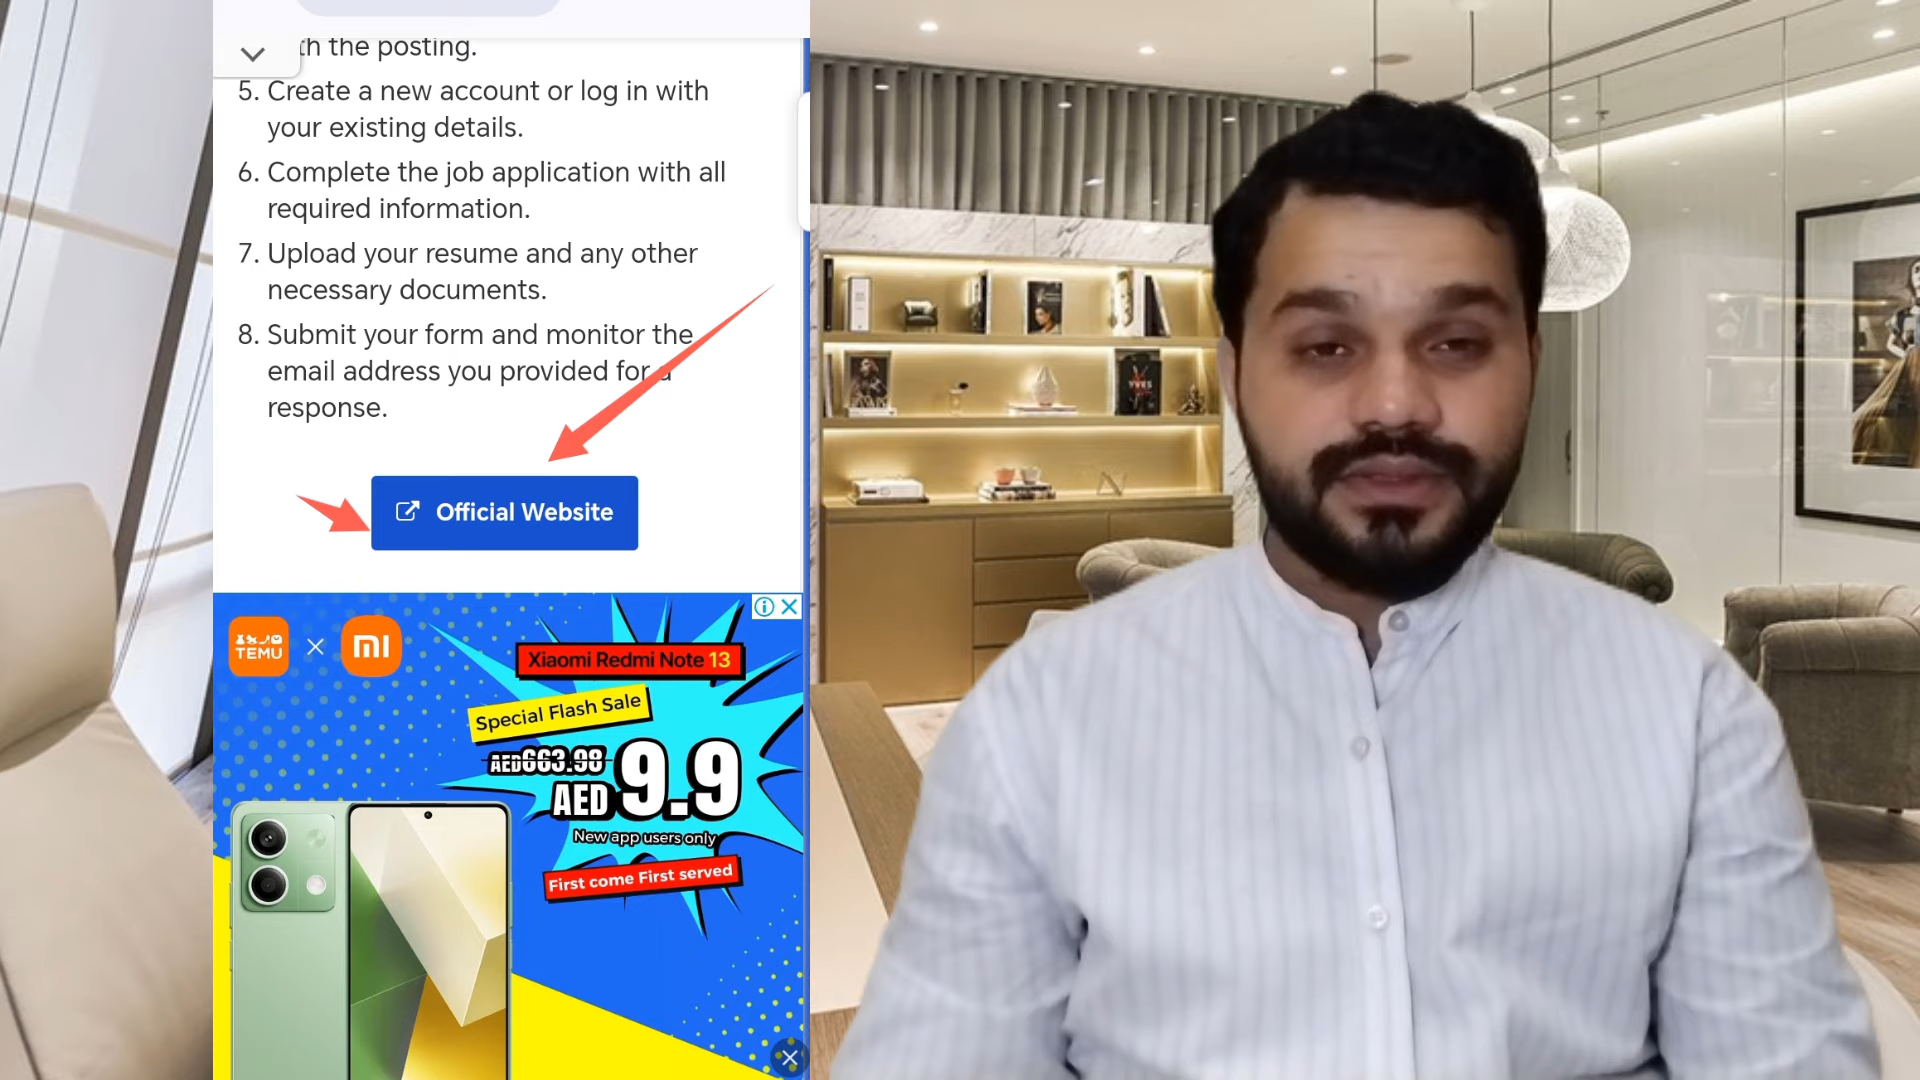 th the posting.
5. Create a new account or log in with
your existing details.
6. Complete the job application with all
required information.
7. Upload your resume and any other
necessary documents.
8. Submit your form and monitor the
email address you provided for a
response.
Official Website
TEMU
Xiaomi Redmi Note 13
Special Flash Sale
AED663.98
AED 9.9
New app users only
First come First served
YVES